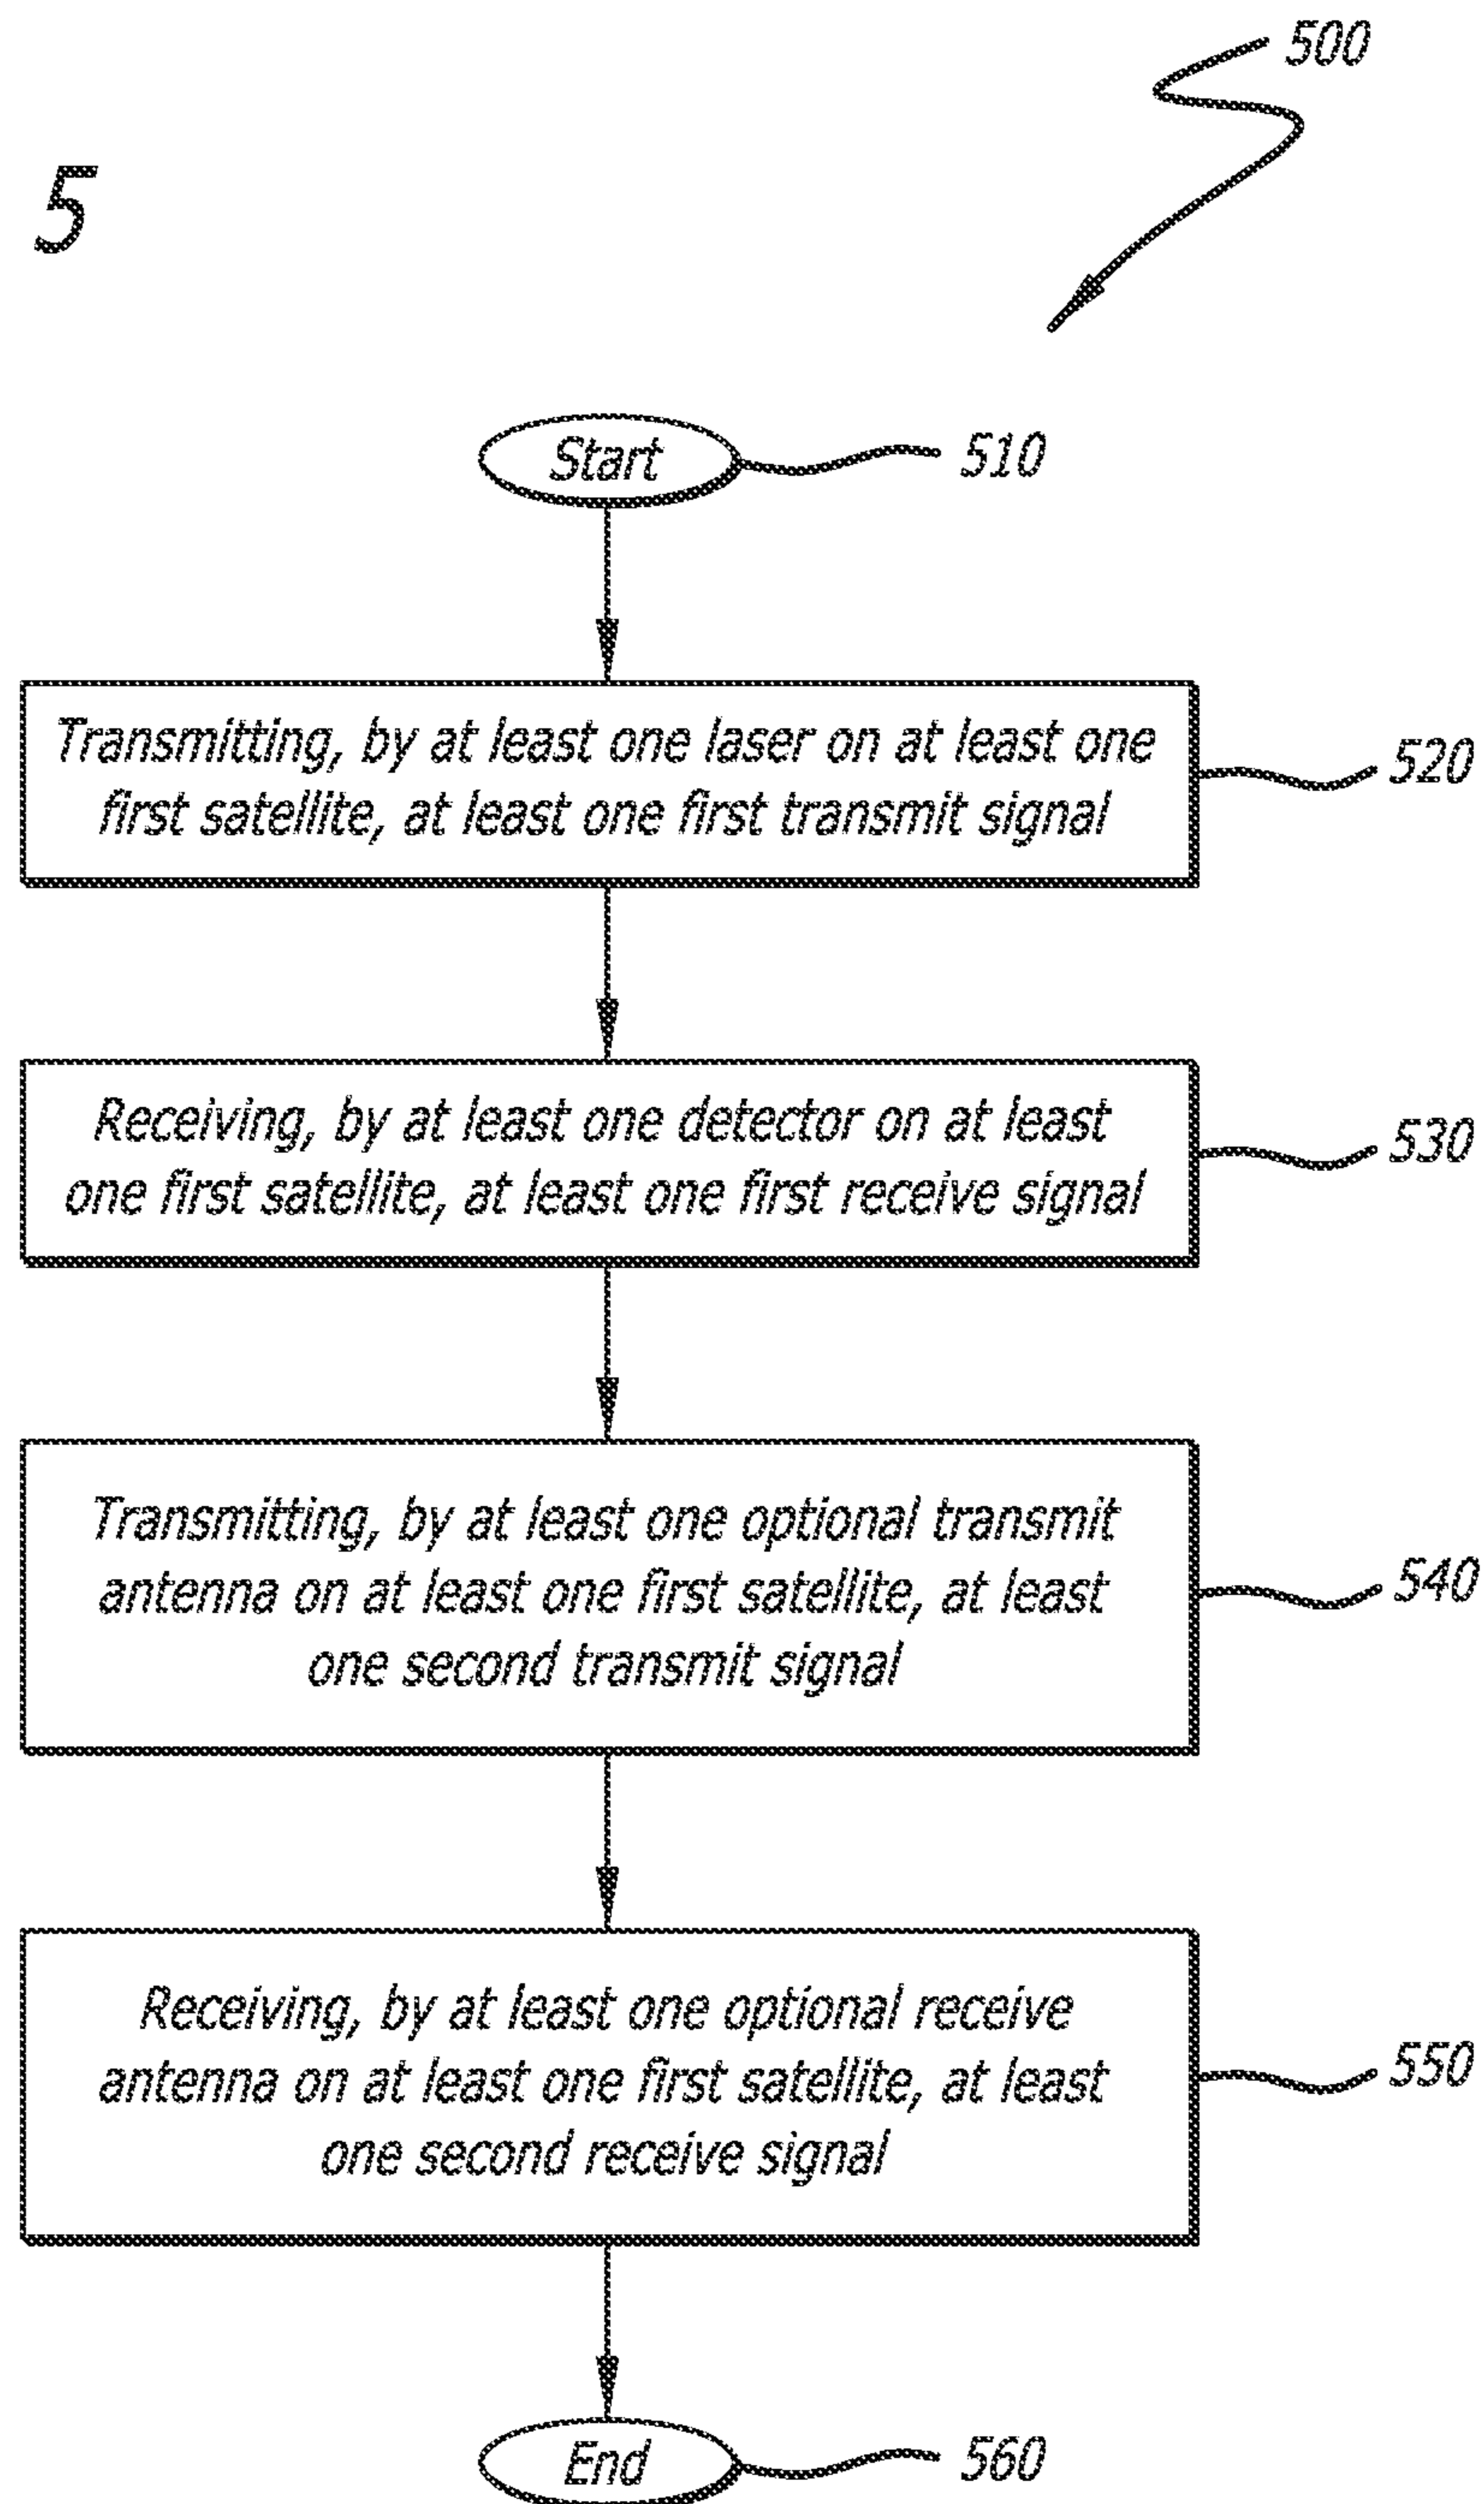 500
5
Start
510
Transmitting, by at least one laser on at least one
first satellite, at least one first transmit signal
520
Receiving, by at least one detector on at least
one first satellite, at least one first receive signal
530
Transmitting, by at least one optional transmit
antenna on at least one first satellite, at least
one second transmit signal
540
Receiving, by at least one optional receive
antenna on at least one first satellite, at least
one second receive signal
550
End
560